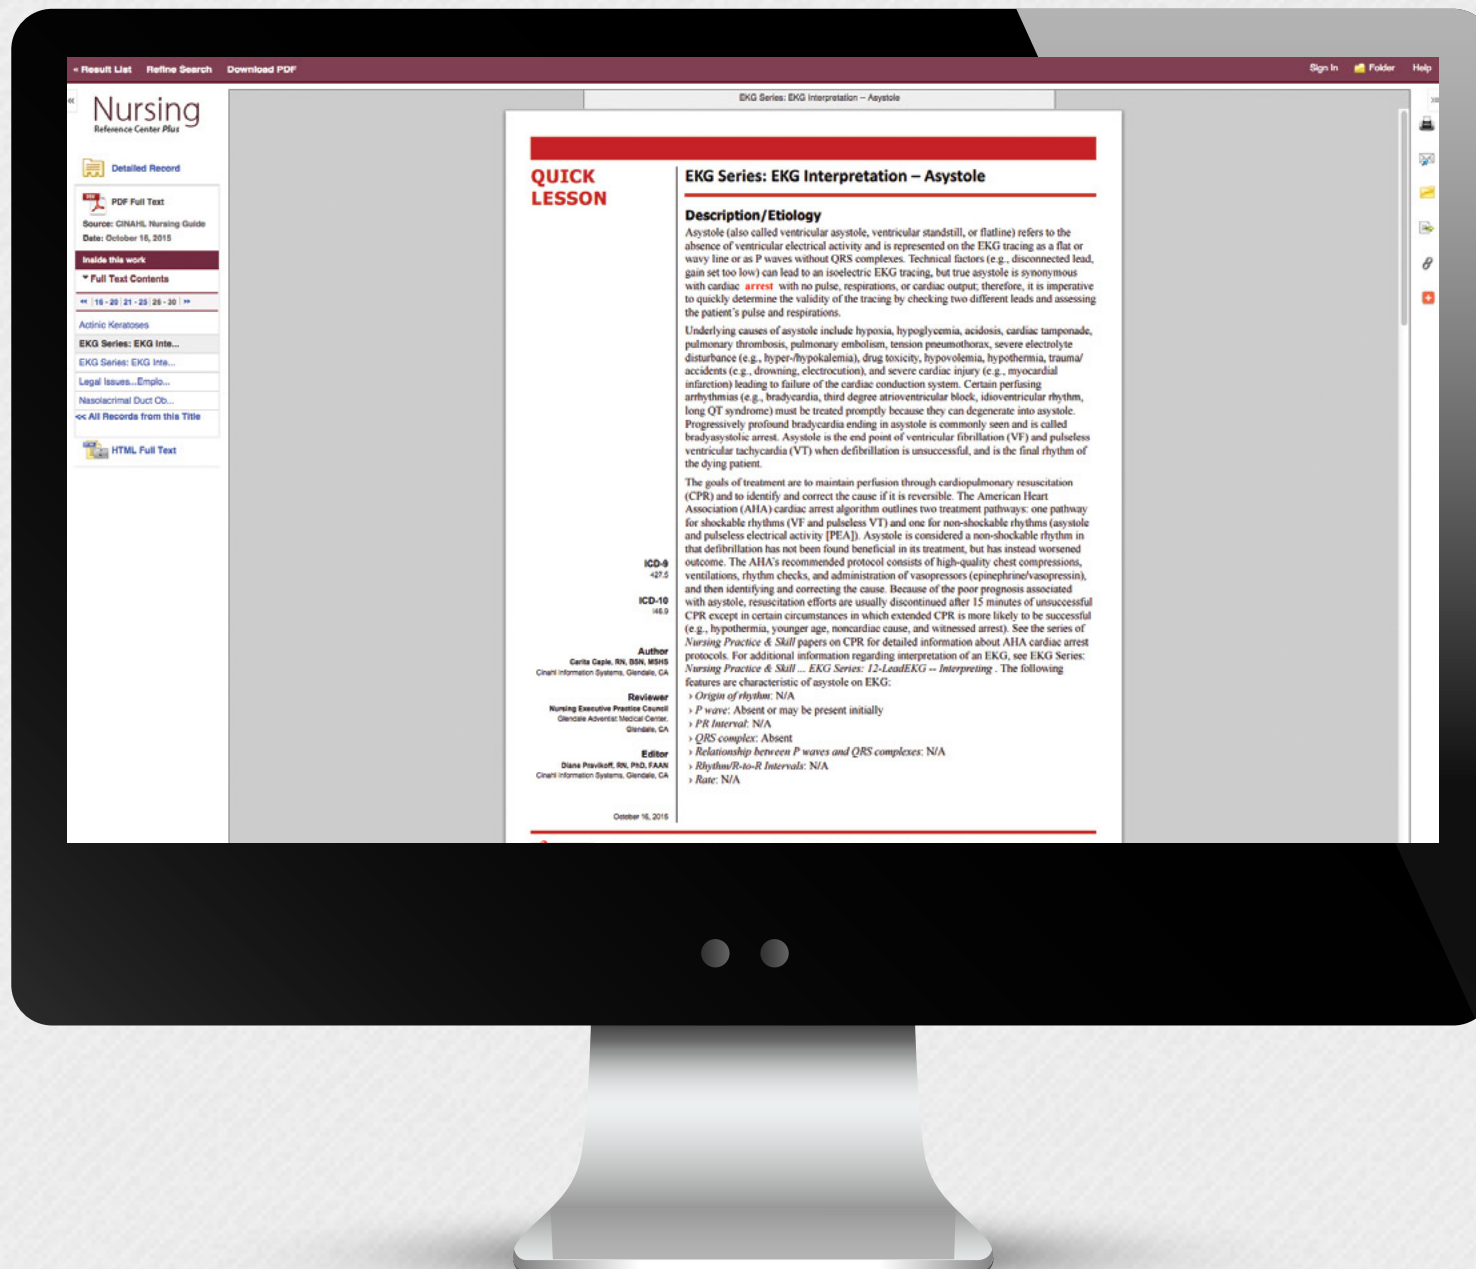 « Result List   Refine Search   Download PDF   Sign In   Folder   Help
Nursing
Reference Center Plus
Detailed Record
PDF Full Text
Source: CINAHL Nursing Guide
Date: October 16, 2015
Inside this work
Full Text Contents
16 - 20 | 21 - 25 | 26 - 30
Actinic Keratoses
EKG Series: EKG Inte...
EKG Series: EKG Inte...
Legal Issues...Emplo...
Nasolacrimal Duct Ob...
<< All Records from this Title
HTML Full Text
EKG Series: EKG Interpretation – Asystole
QUICK
LESSON
ICD-9
427.5
ICD-10
I46.9
Author
Carita Caple, RN, BSN, MSHS
Cinahl Information Systems, Glendale, CA
Reviewer
Nursing Executive Practice Council
Glendale Adventist Medical Center,
Glendale, CA
Editor
Diane Pravikoff, RN, PhD, FAAN
Cinahl Information Systems, Glendale, CA
October 16, 2015
EKG Series: EKG Interpretation – Asystole
Description/Etiology
Asystole (also called ventricular asystole, ventricular standstill, or flatline) refers to the
absence of ventricular electrical activity and is represented on the EKG tracing as a flat or
wavy line or as P waves without QRS complexes. Technical factors (e.g., disconnected lead,
gain set too low) can lead to an isoelectric EKG tracing, but true asystole is synonymous
with cardiac arrest with no pulse, respirations, or cardiac output; therefore, it is imperative
to quickly determine the validity of the tracing by checking two different leads and assessing
the patient's pulse and respirations.
Underlying causes of asystole include hypoxia, hypoglycemia, acidosis, cardiac tamponade,
pulmonary thrombosis, pulmonary embolism, tension pneumothorax, severe electrolyte
disturbance (e.g., hyper-/hypokalemia), drug toxicity, hypovolemia, hypothermia, trauma/
accidents (e.g., drowning, electrocution), and severe cardiac injury (e.g., myocardial
infarction) leading to failure of the cardiac conduction system. Certain perfusing
arrhythmias (e.g., bradycardia, third degree atrioventricular block, idioventricular rhythm,
long QT syndrome) must be treated promptly because they can degenerate into asystole.
Progressively profound bradycardia ending in asystole is commonly seen and is called
bradyasystolic arrest. Asystole is the end point of ventricular fibrillation (VF) and pulseless
ventricular tachycardia (VT) when defibrillation is unsuccessful, and is the final rhythm of
the dying patient.
The goals of treatment are to maintain perfusion through cardiopulmonary resuscitation
(CPR) and to identify and correct the cause if it is reversible. The American Heart
Association (AHA) cardiac arrest algorithm outlines two treatment pathways: one pathway
for shockable rhythms (VF and pulseless VT) and one for non-shockable rhythms (asystole
and pulseless electrical activity [PEA]). Asystole is considered a non-shockable rhythm in
that defibrillation has not been found beneficial in its treatment, but has instead worsened
outcome. The AHA's recommended protocol consists of high-quality chest compressions,
ventilations, rhythm checks, and administration of vasopressors (epinephrine/vasopressin),
and then identifying and correcting the cause. Because of the poor prognosis associated
with asystole, resuscitation efforts are usually discontinued after 15 minutes of unsuccessful
CPR except in certain circumstances in which extended CPR is more likely to be successful
(e.g., hypothermia, younger age, noncardiac cause, and witnessed arrest). See the series of
Nursing Practice & Skill papers on CPR for detailed information about AHA cardiac arrest
protocols. For additional information regarding interpretation of an EKG, see EKG Series:
Nursing Practice & Skill ... EKG Series: 12-LeadEKG -- Interpreting . The following
features are characteristic of asystole on EKG:
› Origin of rhythm: N/A
› P wave: Absent or may be present initially
› PR Interval: N/A
› QRS complex: Absent
› Relationship between P waves and QRS complexes: N/A
› Rhythm/R-to-R Intervals: N/A
› Rate: N/A